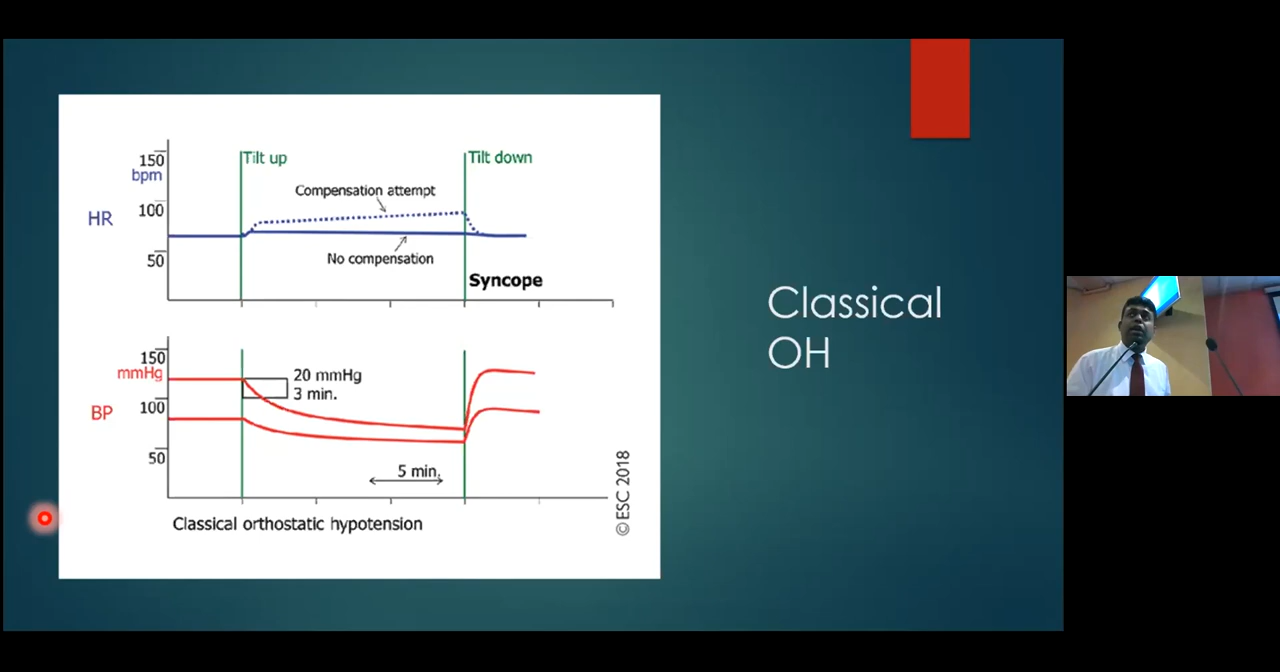 150
bpm
HR
100
50
Tilt up
Tilt down
Compensation attempt
No compensation
Syncope
150
mmHg
BP
100
50
20 mmHg
3 min.
5 min.
©ESC 2018
Classical orthostatic hypotension
Classical
OH